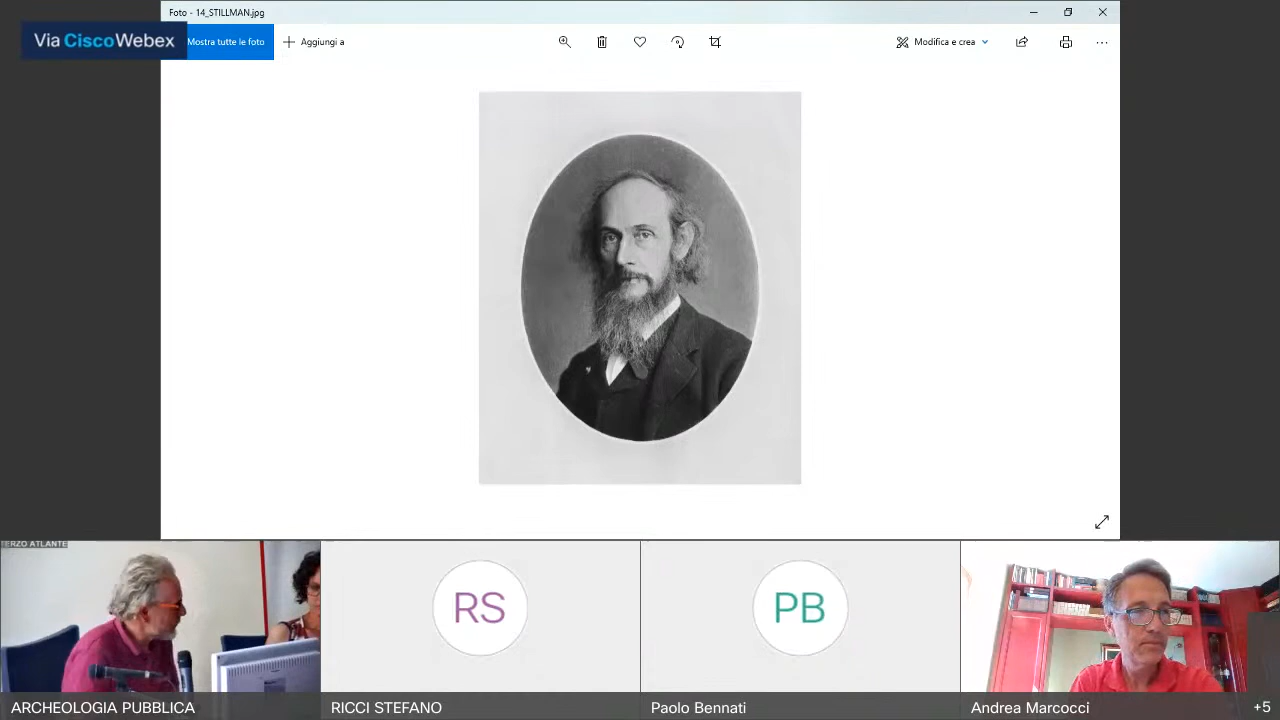 Foto - 14_STILLMAN.jpg
Via Cisco Webex
Mostra tutte le foto
Aggiungi a
Modifica e crea
TERZO ATLANTE
RS
PB
ARCHEOLOGIA PUBBLICA
RICCI STEFANO
Paolo Bennati
Andrea Marcocci
+5